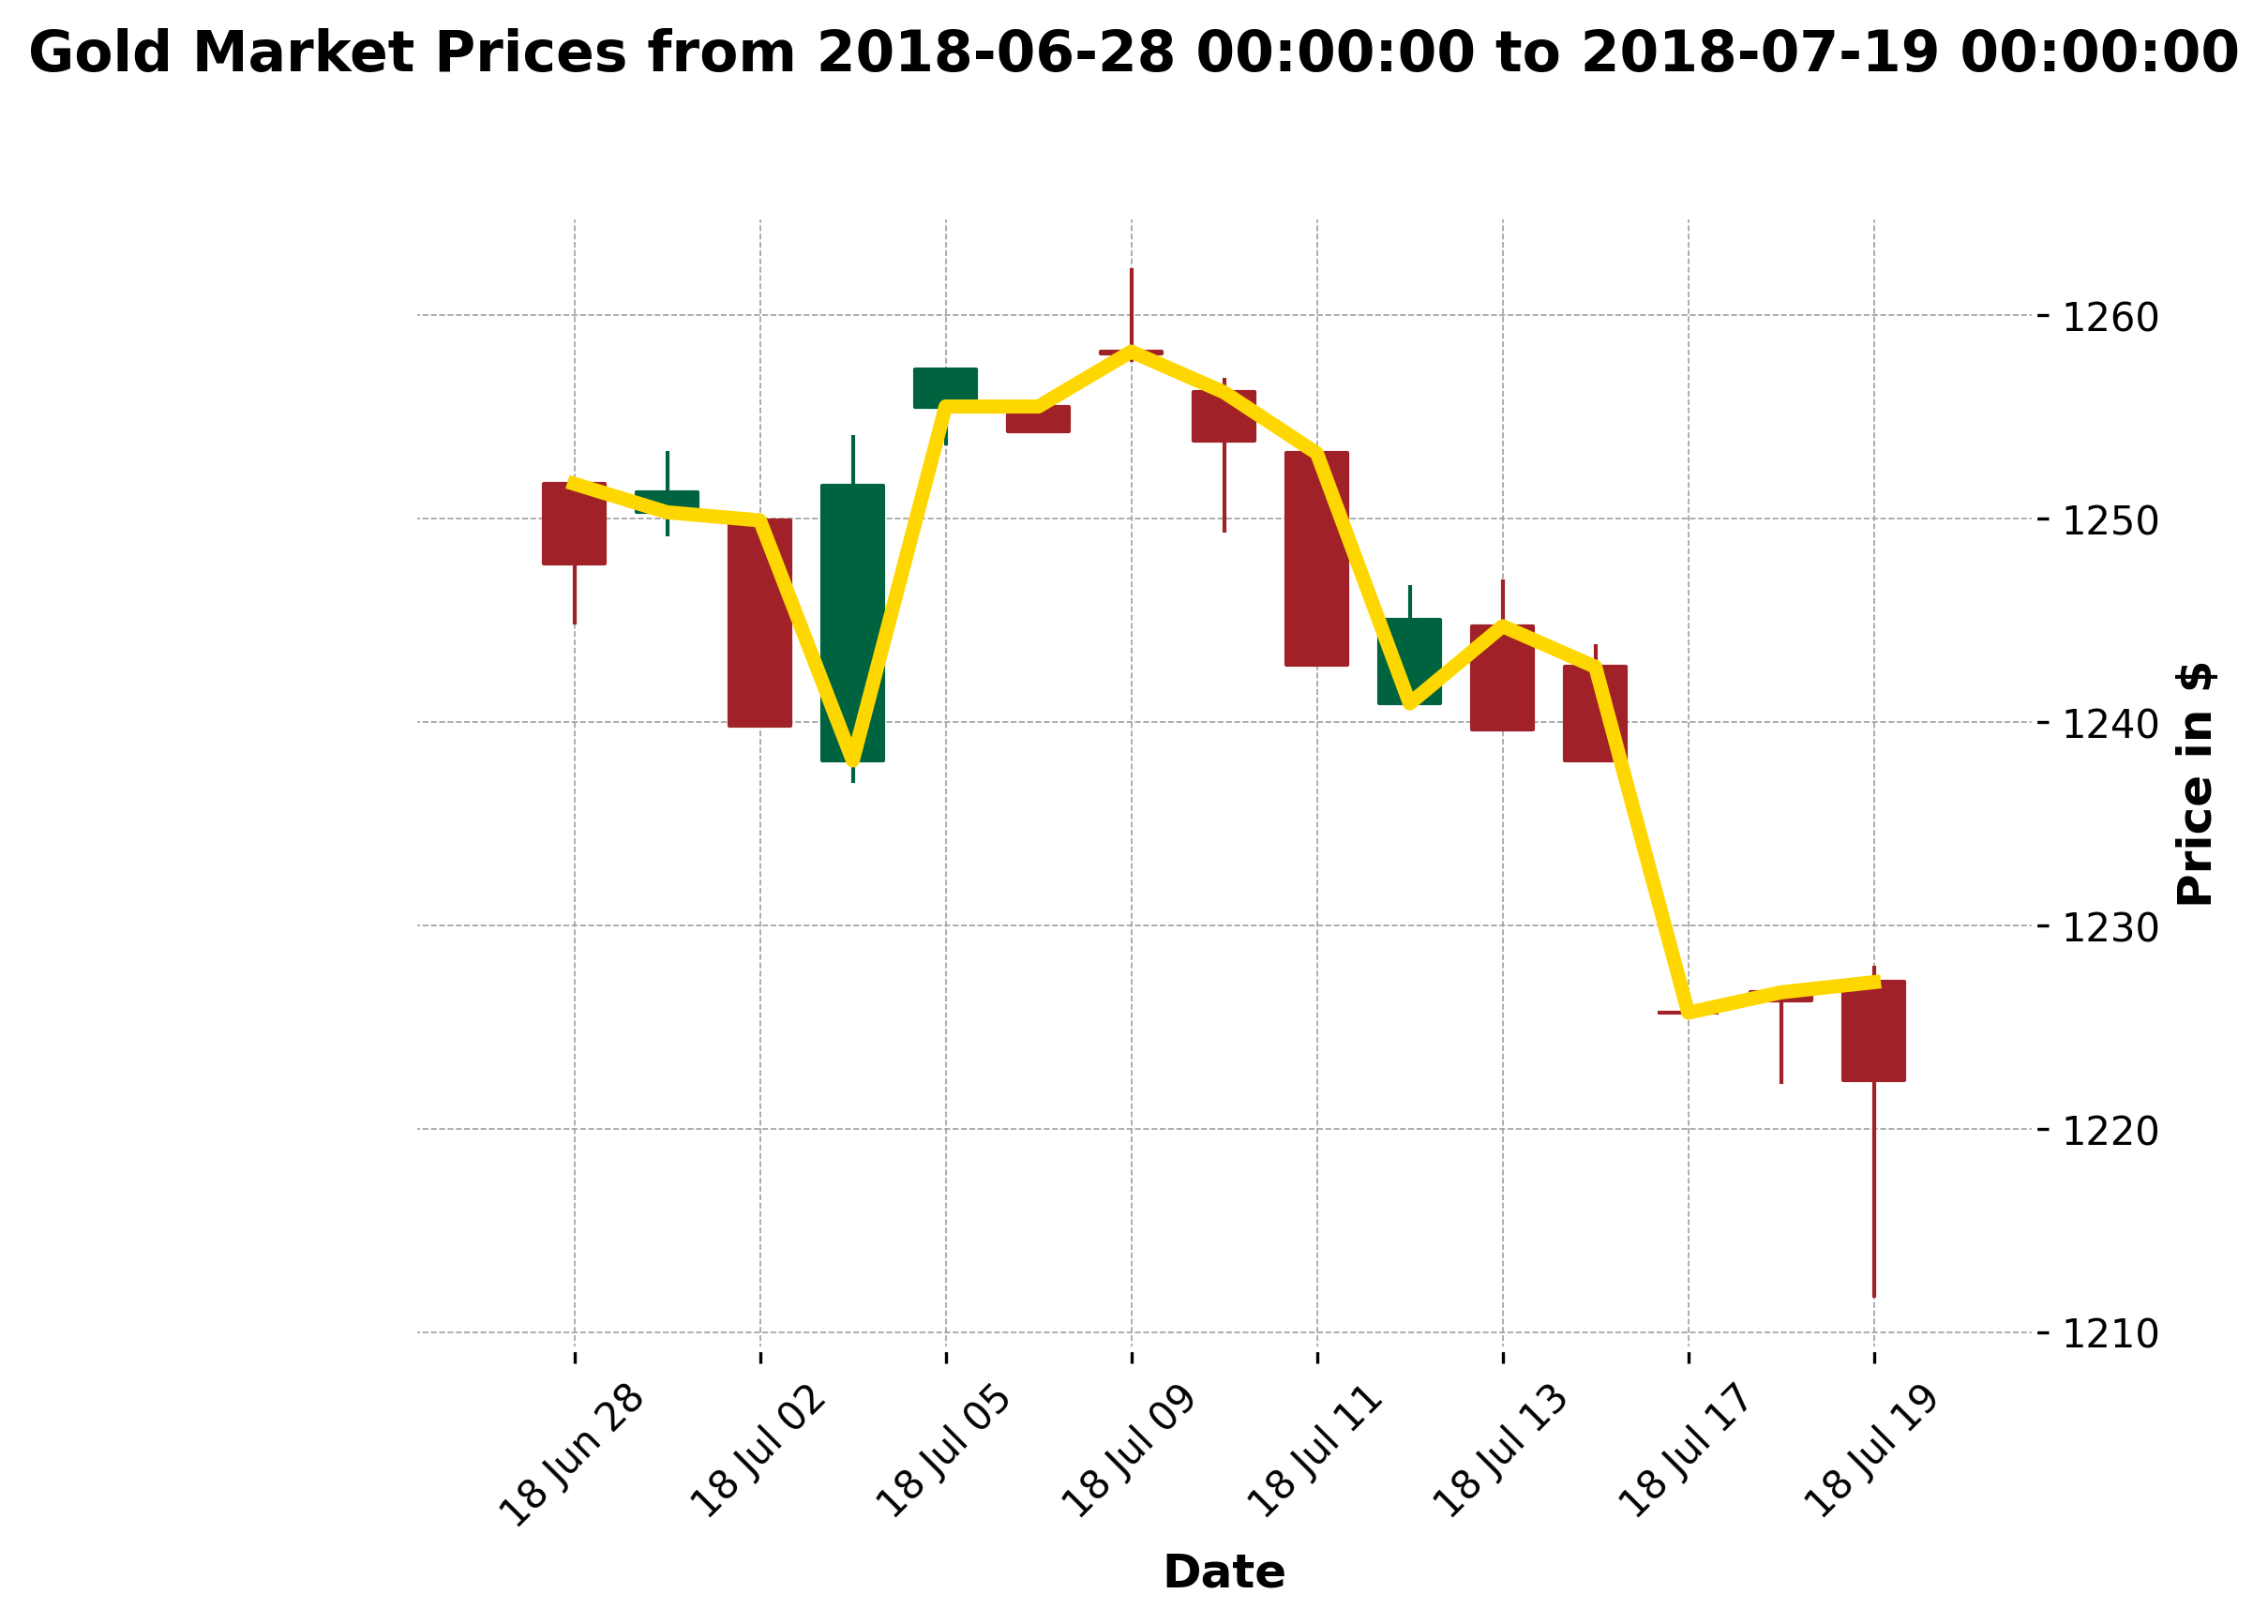 Gold Market Prices from 2018-06-28 00:00:00 to 2018-07-19 00:00:00
1260
1250
1240
1230
1220
1210
Price in $
18 Jun 28
18 Jul 02
18 Jul 05
18 Jul 09
18 Jul 11
18 Jul 13
18 Jul 17
18 Jul 19
Date